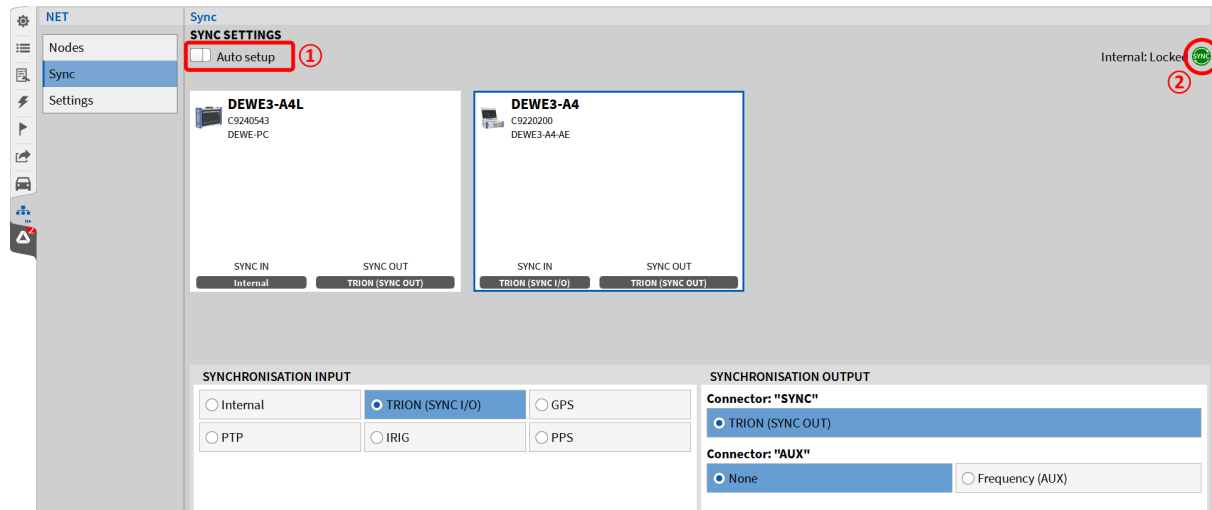 NET
Nodes
Sync
Settings
Sync
SYNC SETTINGS
Auto setup
①
Internal: Locked
SYNC
②
DEWE3-A4L
C9240543
DEWE-PC
SYNC IN
SYNC OUT
Internal
TRION (SYNC OUT)
DEWE3-A4
C9220200
DEWE3-A4-AE
SYNC IN
SYNC OUT
TRION (SYNC I/O)
TRION (SYNC OUT)
SYNCHRONISATION INPUT
Internal
TRION (SYNC I/O)
GPS
PTP
IRIG
PPS
SYNCHRONISATION OUTPUT
Connector: "SYNC"
TRION (SYNC OUT)
Connector: "AUX"
None
Frequency (AUX)